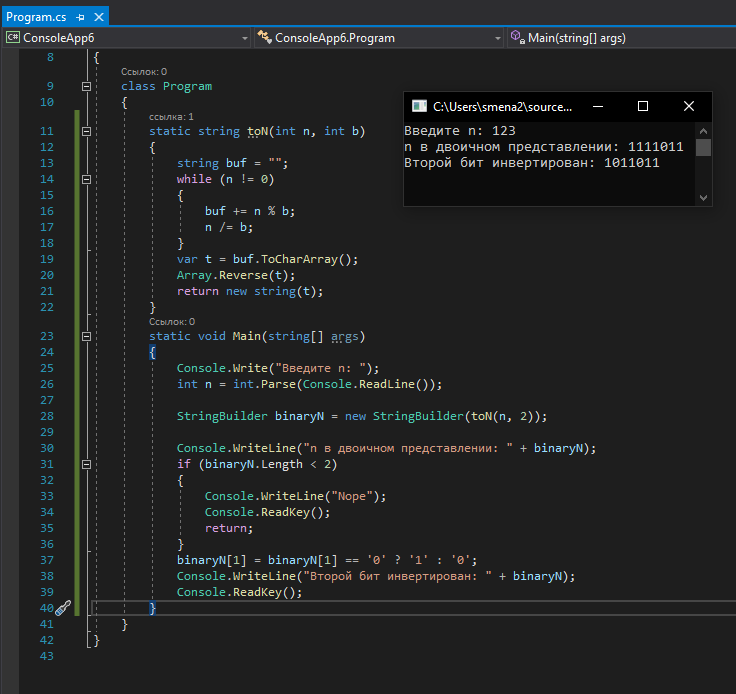 Program.cs
ConsoleApp6 ConsoleApp6.Program Main(string[] args)
8 {
Ссылок: 0
9 class Program
10 {
ссылка: 1
11 static string toN(int n, int b)
12 {
13 string buf = "";
14 while (n != 0)
15 {
16 buf += n % b;
17 n /= b;
18 }
19 var t = buf.ToCharArray();
20 Array.Reverse(t);
21 return new string(t);
22 }
Ссылок: 0
23 static void Main(string[] args)
24 {
25 Console.Write("Введите n: ");
26 int n = int.Parse(Console.ReadLine());
27
28 StringBuilder binaryN = new StringBuilder(toN(n, 2));
29
30 Console.WriteLine("n в двоичном представлении: " + binaryN);
31 if (binaryN.Length < 2)
32 {
33 Console.WriteLine("Nope");
34 Console.ReadKey();
35 return;
36 }
37 binaryN[1] = binaryN[1] == '0' ? '1' : '0';
38 Console.WriteLine("Второй бит инвертирован: " + binaryN);
39 Console.ReadKey();
40 }
41 }
42 }
43
C:\Users\smena2\source...
Введите n: 123
n в двоичном представлении: 1111011
Второй бит инвертирован: 1011011